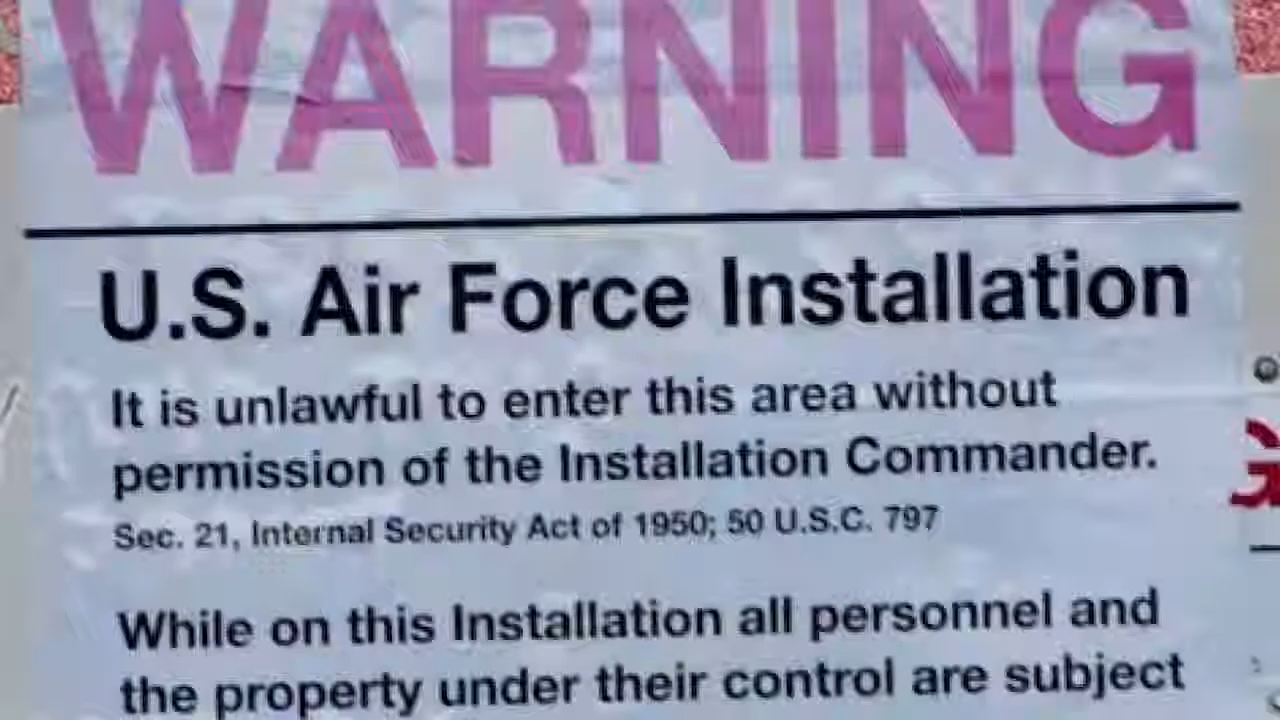 WARNING
U.S. Air Force Installation
It is unlawful to enter this area without
permission of the Installation Commander.
Sec. 21, Internal Security Act of 1950; 50 U.S.C. 797
While on this Installation all personnel and
the property under their control are subject